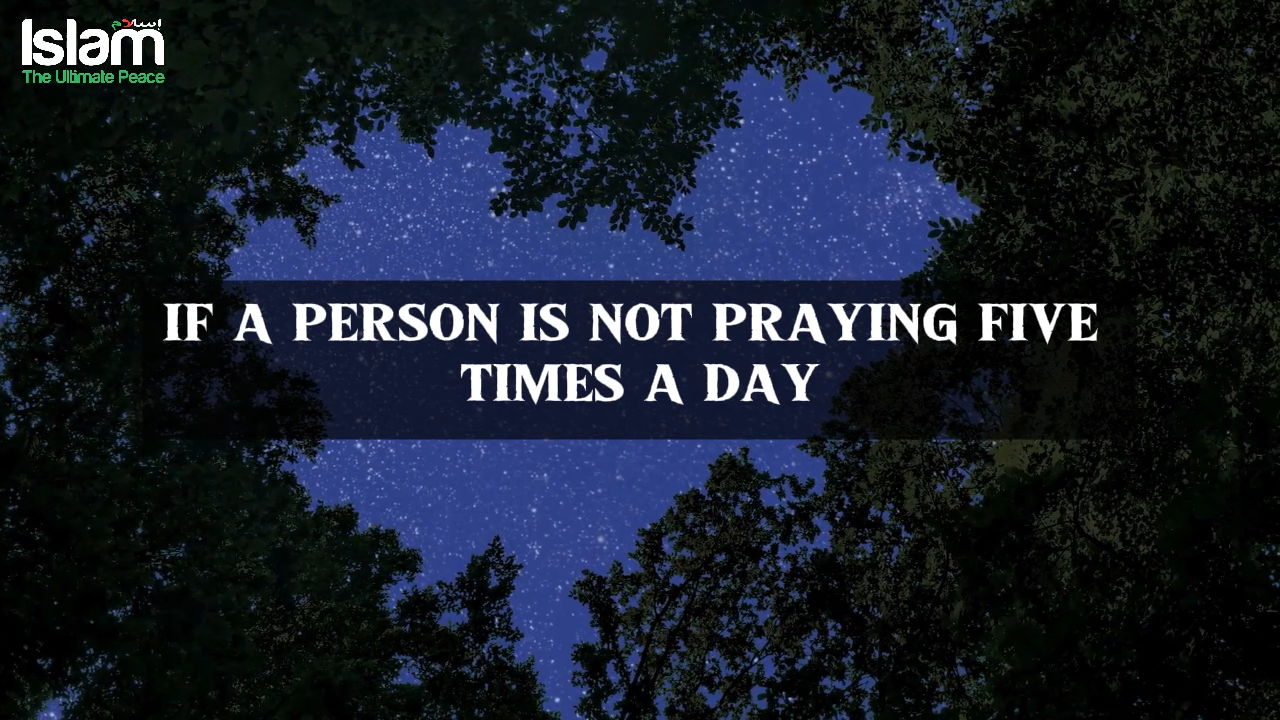 اسلام
Islam
The Ultimate Peace
IF A PERSON IS NOT PRAYING FIVE
TIMES A DAY